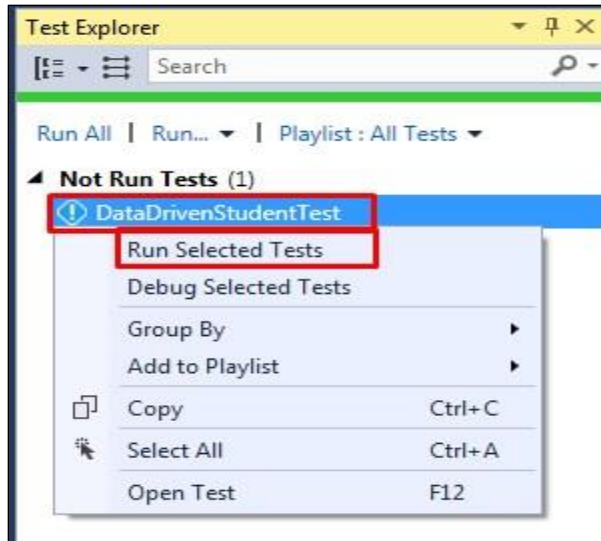 Test Explorer
Search
Run All | Run... | Playlist : All Tests
Not Run Tests (1)
DataDrivenStudentTest
Run Selected Tests
Debug Selected Tests
Group By
Add to Playlist
Copy Ctrl+C
Select All Ctrl+A
Open Test F12